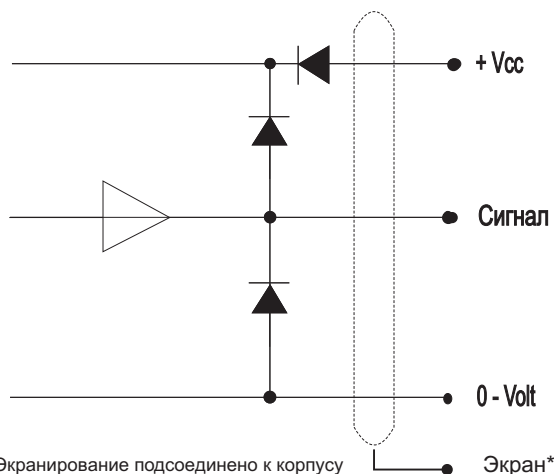 + Vcc
Сигнал
0 - Volt
Экранирование подсоединено к корпусу
Экран*